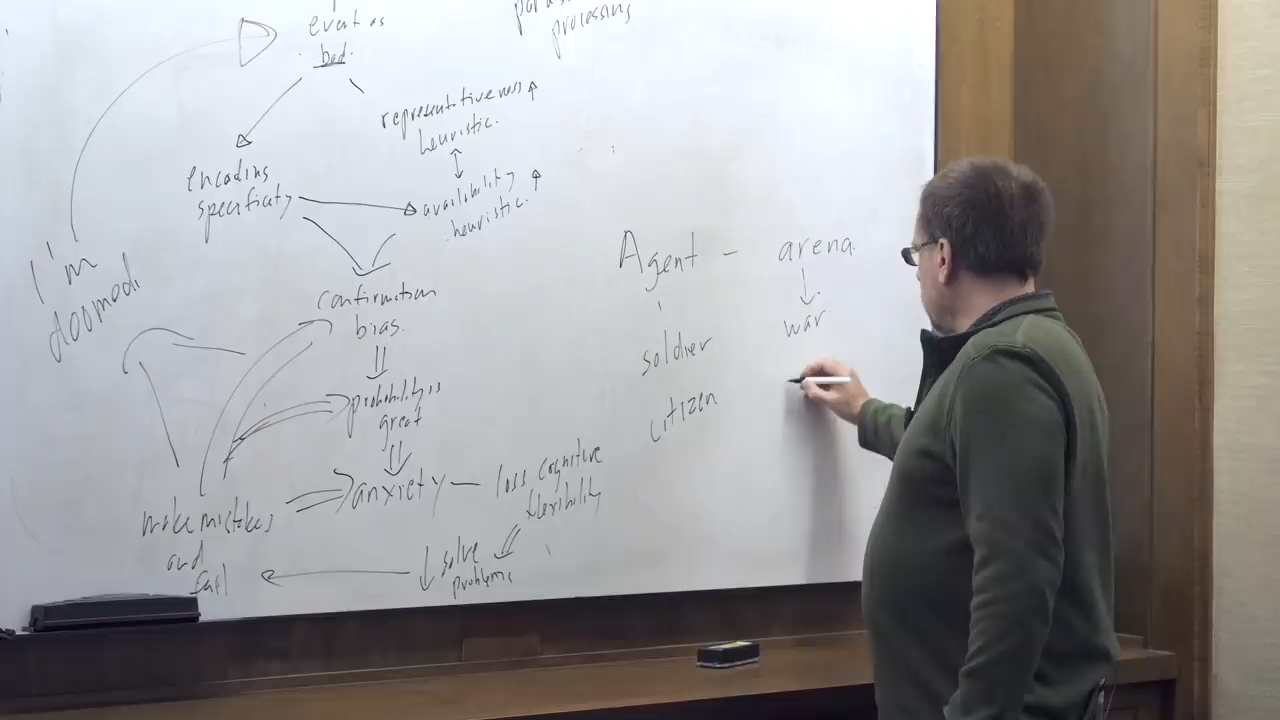 event as
bad.
processing
representativeness
heuristic.
encoding
specificity
availability
heuristic.
I'm
doomed.
confirmation
bias.
probability is
great
anxiety – loss cognitive
flexibility
make mistakes
and
fail
solve
problems
Agent – arena.
war
soldier
citizen